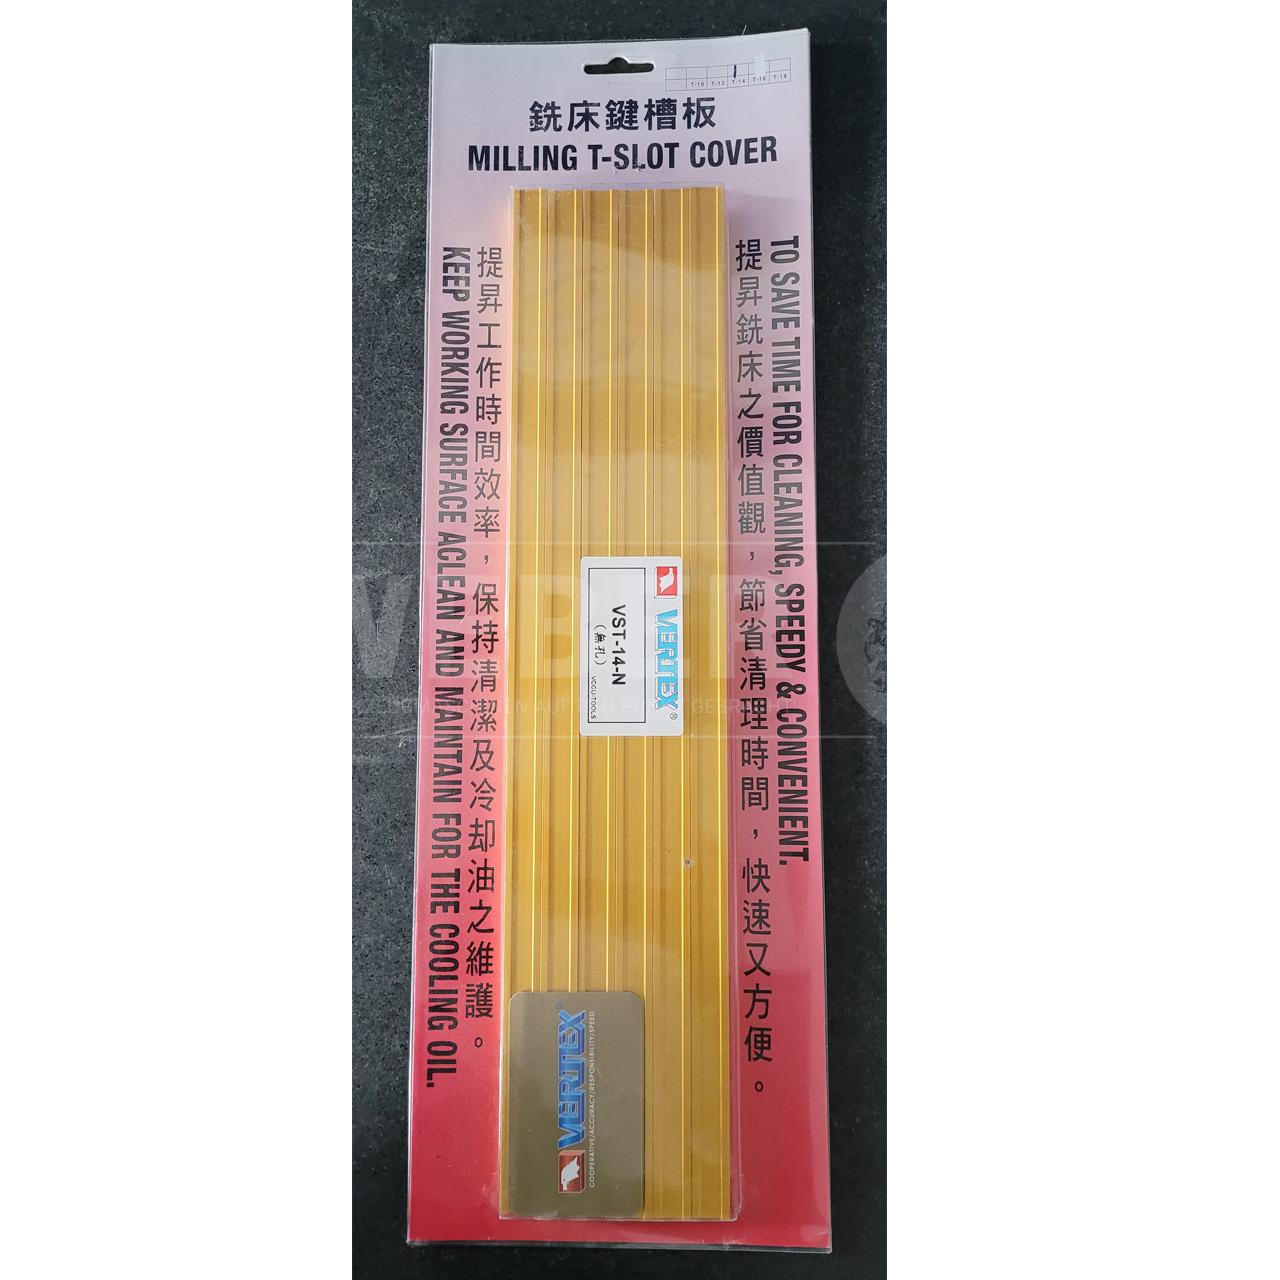 T-10 T-12 T-14 T-16 T-18
銑床鍵槽板
MILLING T-SLOT COVER
TO SAVE TIME FOR CLEANING, SPEEDY & CONVENIENT.
提昇銑床之價值觀，節省清理時間，快速又方便。
提昇工作時間效率，保持清潔及冷却油之維護。
KEEP WORKING SURFACE ACLEAN AND MAINTAIN FOR THE COOLING OIL.
VERTEX®
VST-14-N
(無孔)
VCCU-TOOLS
VERTEX®
COOPERATIVE/ACCURACY/RESPONSIBILITY/SPEED